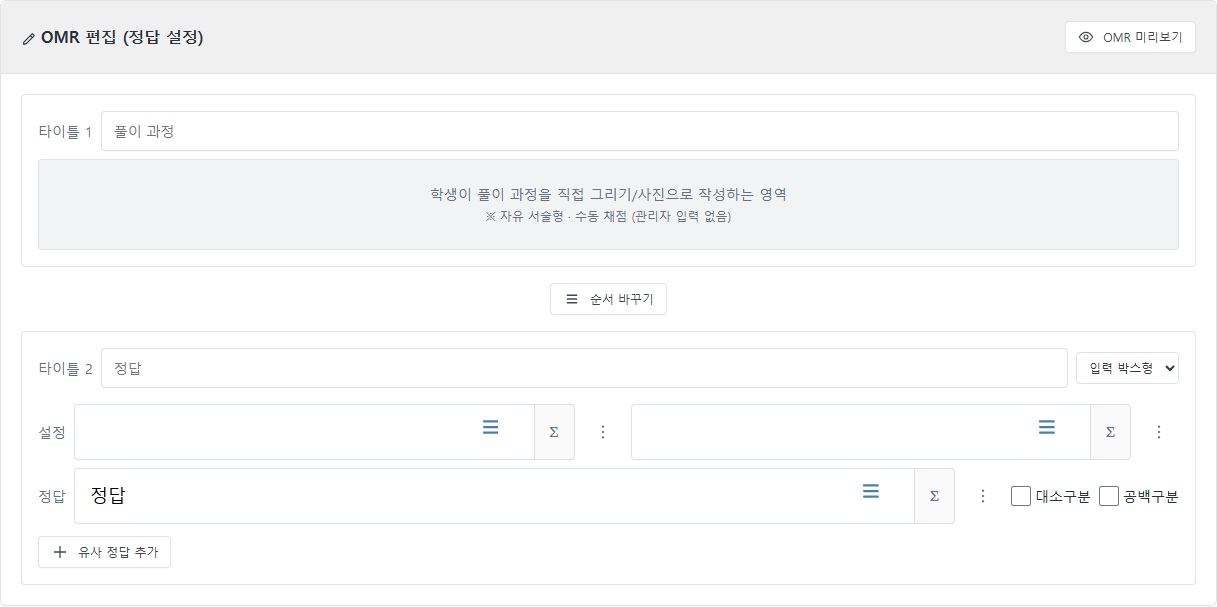 OMR 편집 (정답 설정)
OMR 미리보기
타이틀 1
풀이 과정
학생이 풀이 과정을 직접 그리기/사진으로 작성하는 영역
※ 자유 서술형 · 수동 채점 (관리자 입력 없음)
순서 바꾸기
타이틀 2
정답
입력 박스형
설정
Σ
Σ
정답
정답
Σ
대소구분
공백구분
유사 정답 추가